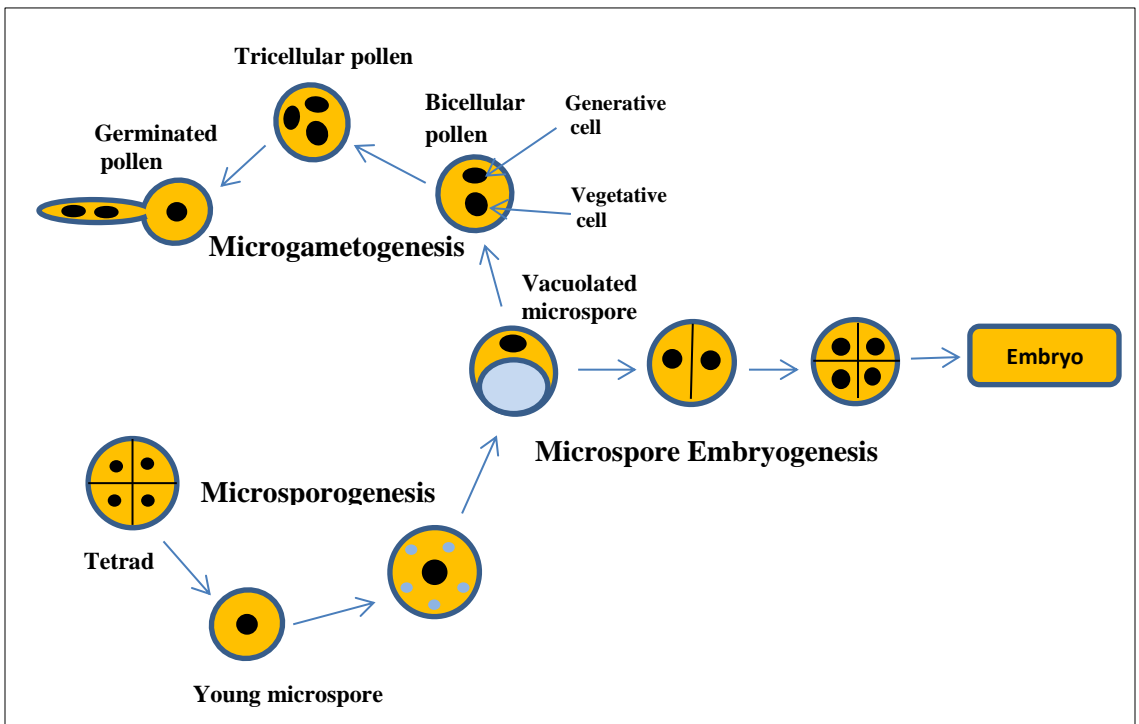 Tricellular pollen
Bicellular
pollen
Generative
cell
Germinated
pollen
Vegetative
cell
Microgametogenesis
Vacuolated
microspore
Embryo
Microspore Embryogenesis
Microsporogenesis
Tetrad
Young microspore